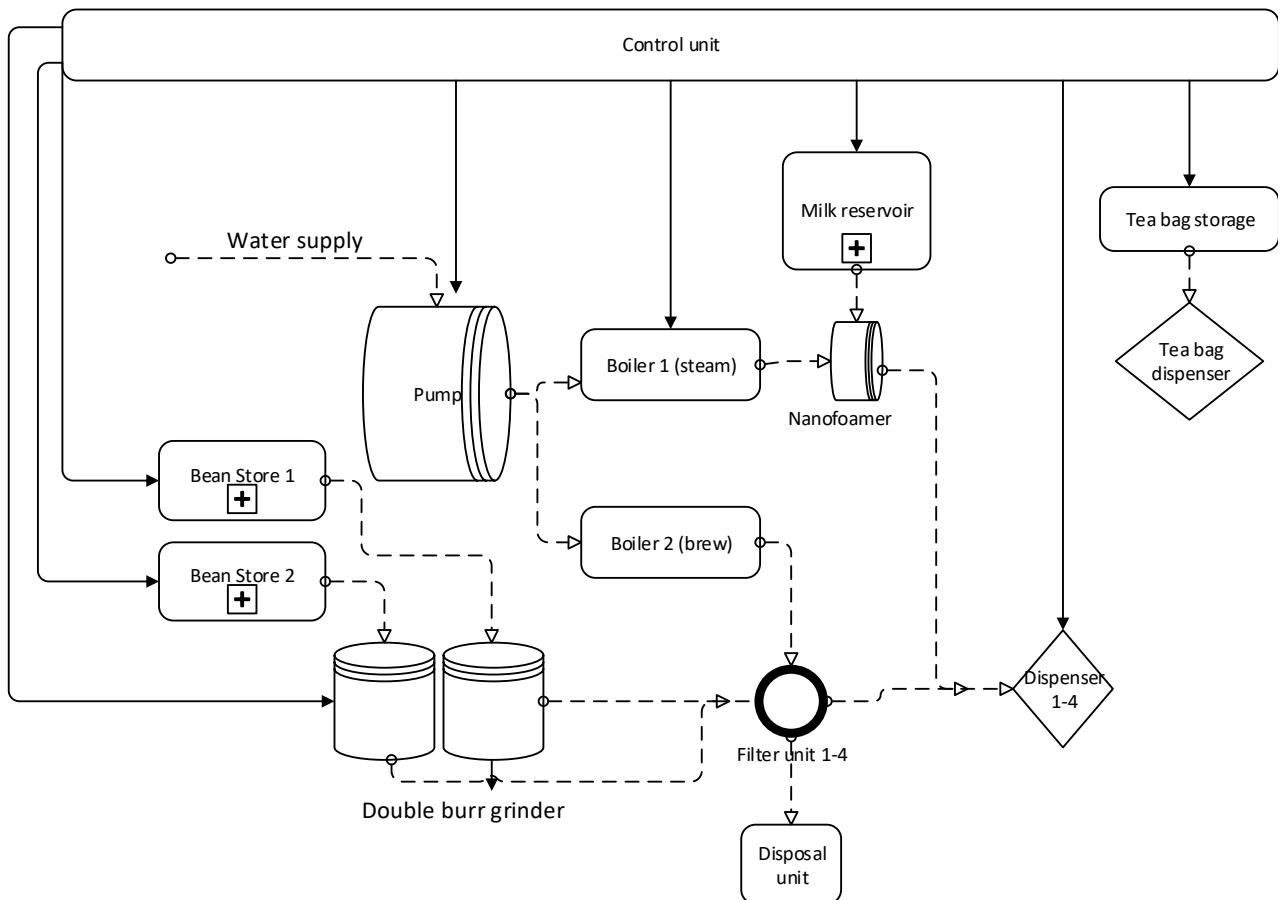 Control unit
Milk reservoir
Tea bag storage
Water supply
Tea bag
dispenser
Boiler 1 (steam)
Pump
Nanofoamer
Bean Store 1
Boiler 2 (brew)
Bean Store 2
Dispenser
1-4
Filter unit 1-4
Double burr grinder
Disposal
unit